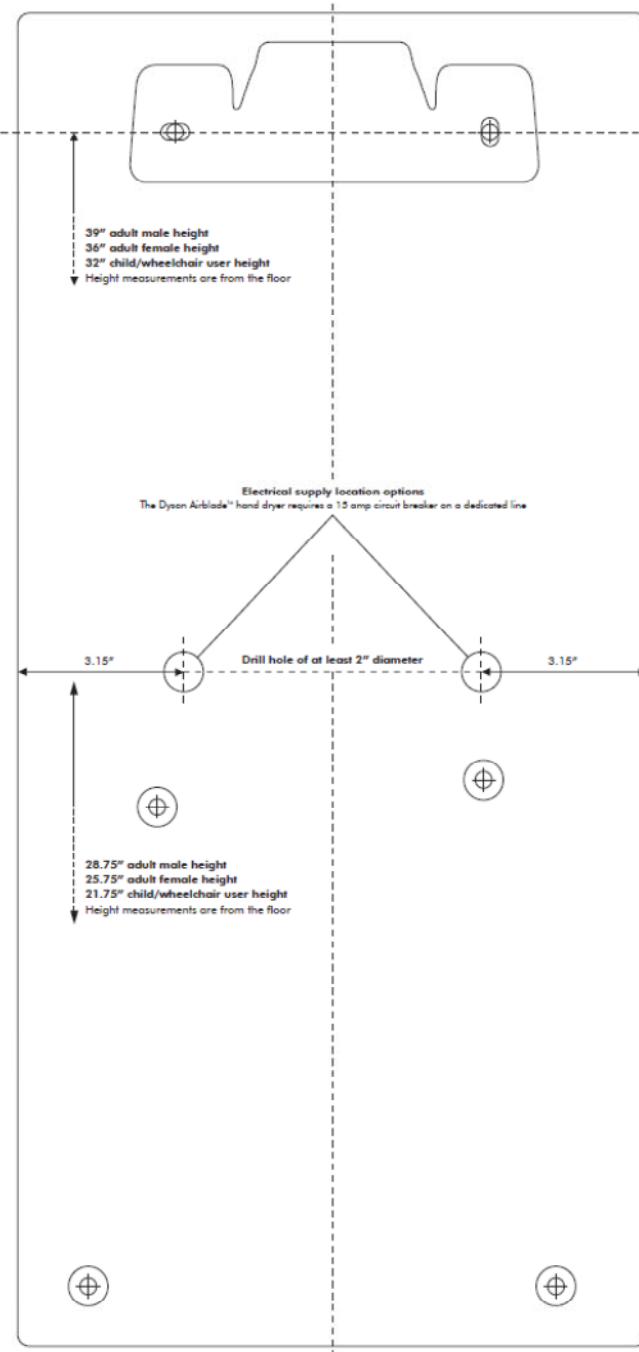 39" adult male height
36" adult female height
32" child/wheelchair user height
Height measurements are from the floor
Electrical supply location options
The Dyson Airblade™ hand dryer requires a 15 amp circuit breaker on a dedicated line
3.15"
Drill hole of at least 2" diameter
3.15"
28.75" adult male height
25.75" adult female height
21.75" child/wheelchair user height
Height measurements are from the floor